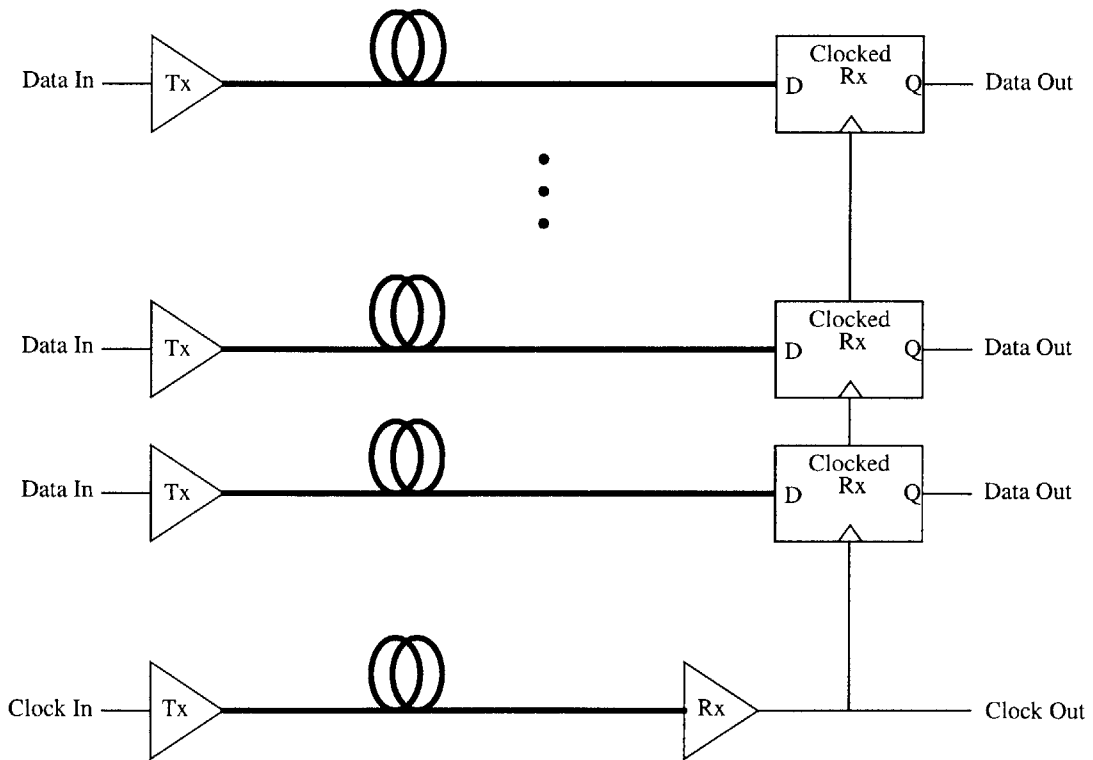 Data In
Tx
Clocked
Rx
D
Q
Data Out
Data In
Tx
Clocked
Rx
D
Q
Data Out
Data In
Tx
Clocked
Rx
D
Q
Data Out
Clock In
Tx
Rx
Clock Out